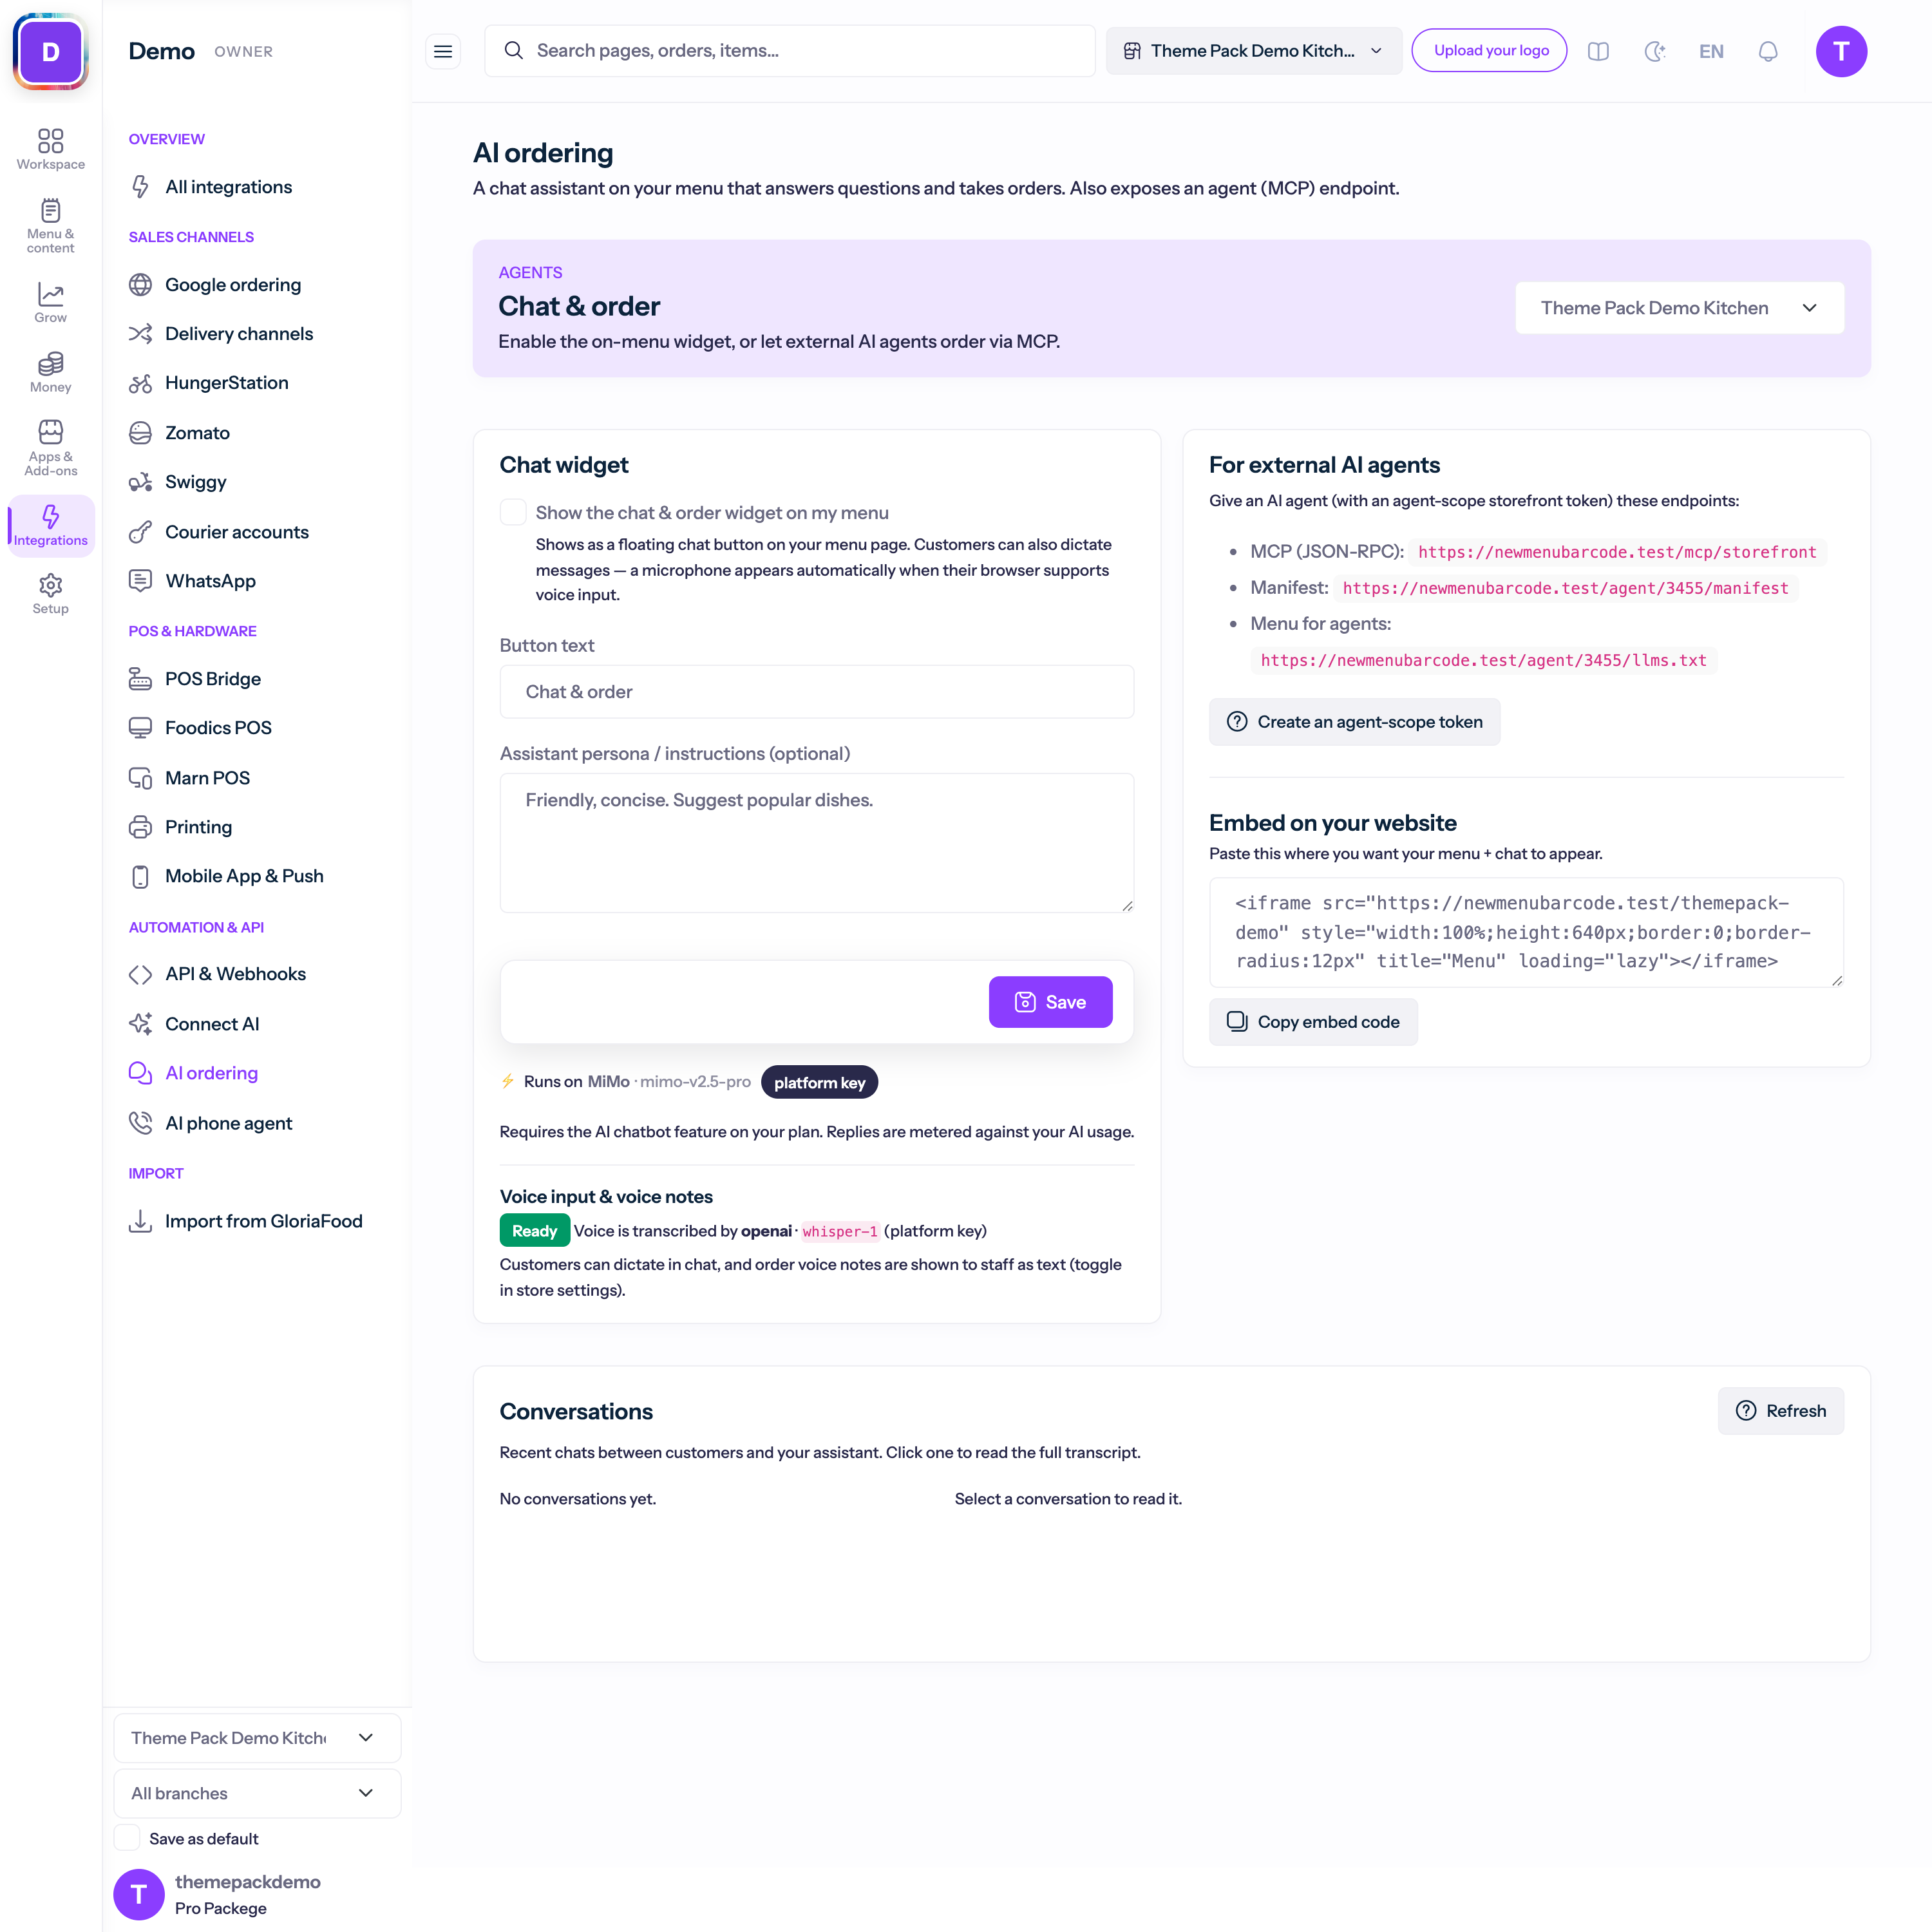 D
Demo OWNER
Search pages, orders, items...
Theme Pack Demo Kitch...
Upload your logo
EN
T
Workspace
Menu &
content
Grow
Money
Apps &
Add-ons
Integrations
Setup
OVERVIEW
All integrations
SALES CHANNELS
Google ordering
Delivery channels
HungerStation
Zomato
Swiggy
Courier accounts
WhatsApp
POS & HARDWARE
POS Bridge
Foodics POS
Marn POS
Printing
Mobile App & Push
AUTOMATION & API
API & Webhooks
Connect AI
AI ordering
AI phone agent
IMPORT
Import from GloriaFood
Theme Pack Demo Kitche
All branches
Save as default
T
themepackdemo
Pro Packege
AI ordering
A chat assistant on your menu that answers questions and takes orders. Also exposes an agent (MCP) endpoint.
AGENTS
Chat & order
Enable the on-menu widget, or let external AI agents order via MCP.
Theme Pack Demo Kitchen
Chat widget
Show the chat & order widget on my menu
Shows as a floating chat button on your menu page. Customers can also dictate
messages — a microphone appears automatically when their browser supports
voice input.
Button text
Chat & order
Assistant persona / instructions (optional)
Friendly, concise. Suggest popular dishes.
Save
Runs on MiMo · mimo-v2.5-pro platform key
Requires the AI chatbot feature on your plan. Replies are metered against your AI usage.
Voice input & voice notes
Ready Voice is transcribed by openai · whisper-1 (platform key)
Customers can dictate in chat, and order voice notes are shown to staff as text (toggle
in store settings).
For external AI agents
Give an AI agent (with an agent-scope storefront token) these endpoints:
• MCP (JSON-RPC): https://newmenubarcode.test/mcp/storefront
• Manifest: https://newmenubarcode.test/agent/3455/manifest
• Menu for agents:
https://newmenubarcode.test/agent/3455/llms.txt
Create an agent-scope token
Embed on your website
Paste this where you want your menu + chat to appear.
<iframe src="https://newmenubarcode.test/themepack-
demo" style="width:100%;height:640px;border:0;border-
radius:12px" title="Menu" loading="lazy"></iframe>
Copy embed code
Conversations
Refresh
Recent chats between customers and your assistant. Click one to read the full transcript.
No conversations yet.
Select a conversation to read it.